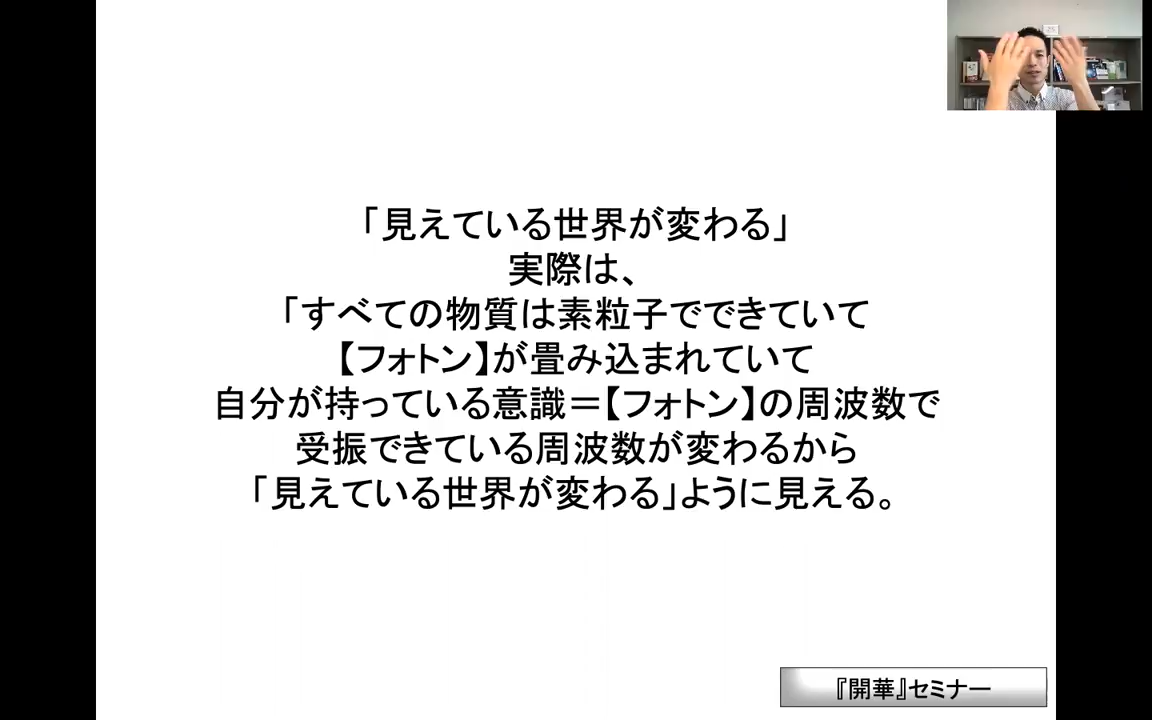 「見えている世界が変わる」
実際は、
「すべての物質は素粒子でできていて
【フォトン】が畳み込まれていて
自分が持っている意識＝【フォトン】の周波数で
受振できている周波数が変わるから
「見えている世界が変わる」ように見える。
『開華』セミナー